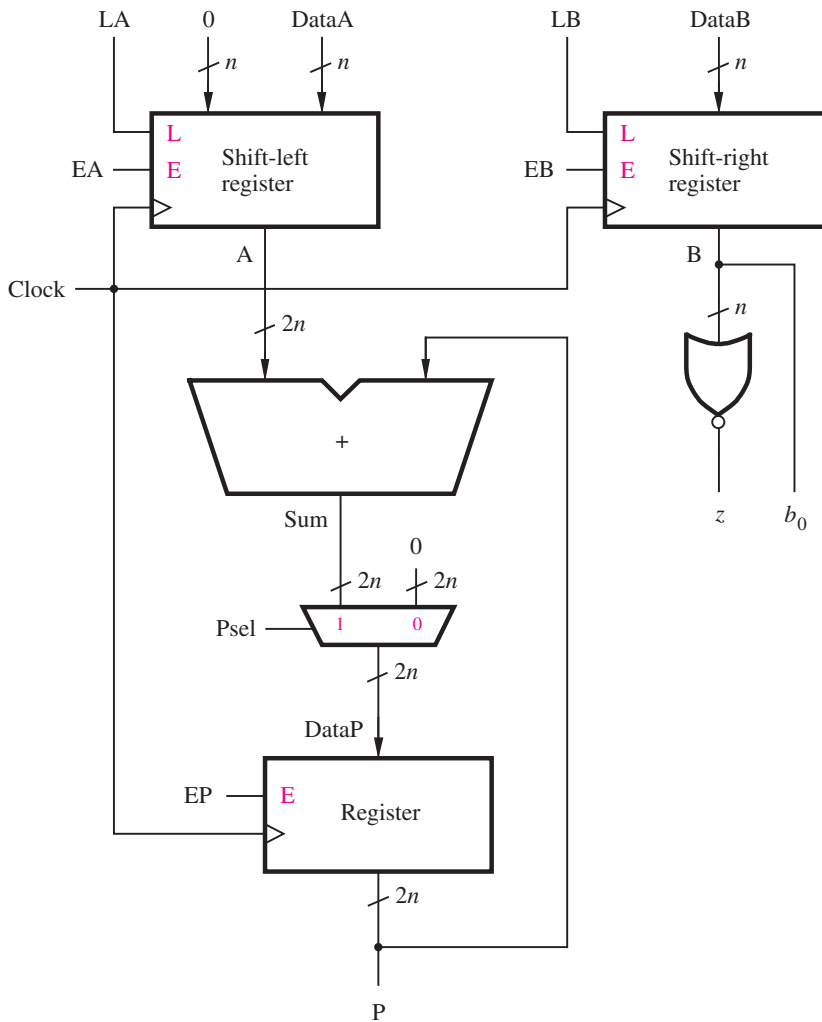 LA 0 DataA LB DataB
n n n
L L
Shift-left Shift-right
EA E EB E
register register
A B
Clock
2n n
+
Sum z b0
0
2n 2n
Psel 1 0
2n
DataP
EP E Register
2n
P